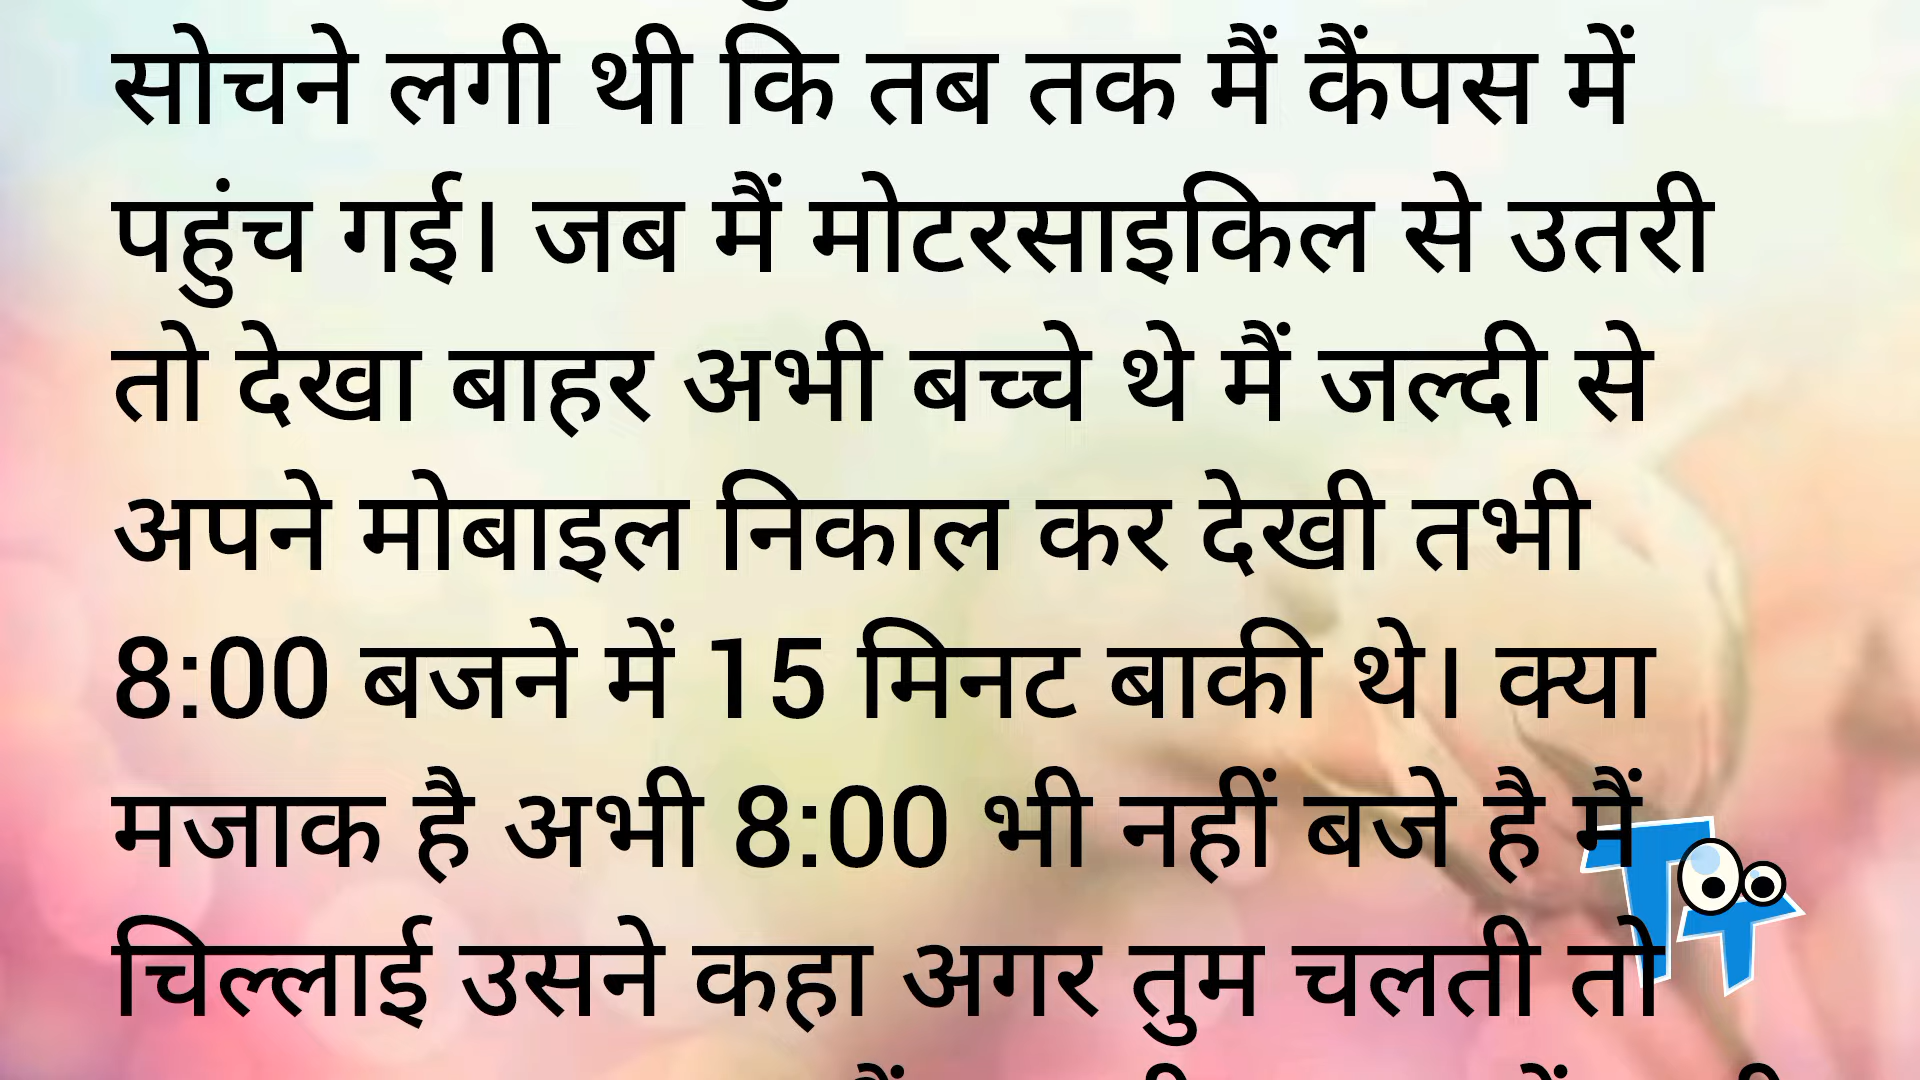 सोचने लगी थी कि तब तक मैं कैंपस में
पहुंच गई। जब मैं मोटरसाइकिल से उतरी
तो देखा बाहर अभी बच्चे थे मैं जल्दी से
अपने मोबाइल निकाल कर देखी तभी
8:00 बजने में 15 मिनट बाकी थे। क्या
मजाक है अभी 8:00 भी नहीं बजे है मैं
चिल्लाई उसने कहा अगर तुम चलती तो